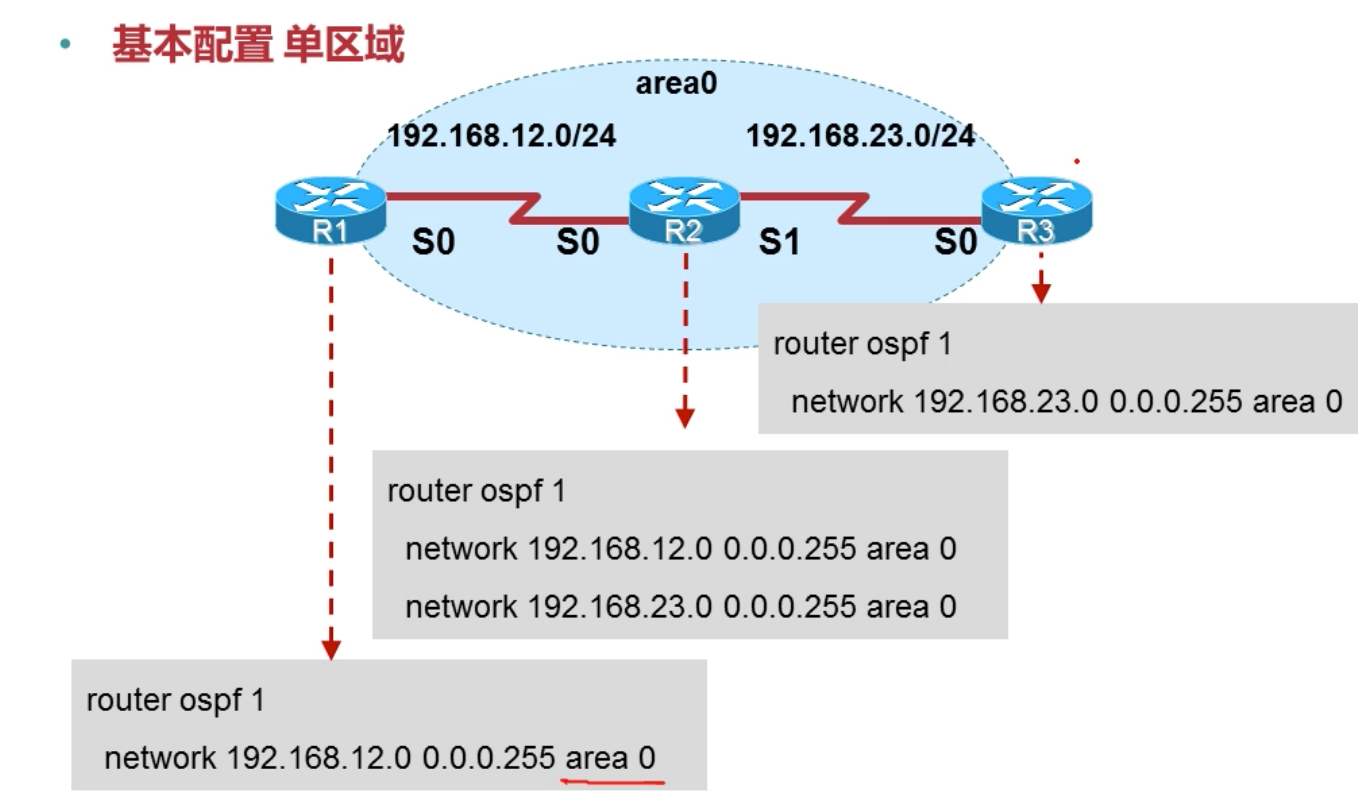 基本配置 单区域
area0
192.168.12.0/24
192.168.23.0/24
R1
R2
R3
S0
S0
S1
S0
router ospf 1
network 192.168.23.0 0.0.0.255 area 0
router ospf 1
network 192.168.12.0 0.0.0.255 area 0
network 192.168.23.0 0.0.0.255 area 0
router ospf 1
network 192.168.12.0 0.0.0.255 area 0